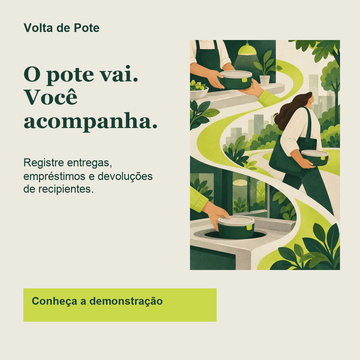 Volta de Pote
O pote vai.
Você
acompanha.
Registre entregas,
empréstimos e devoluções
de recipientes.
Conheça a demonstração